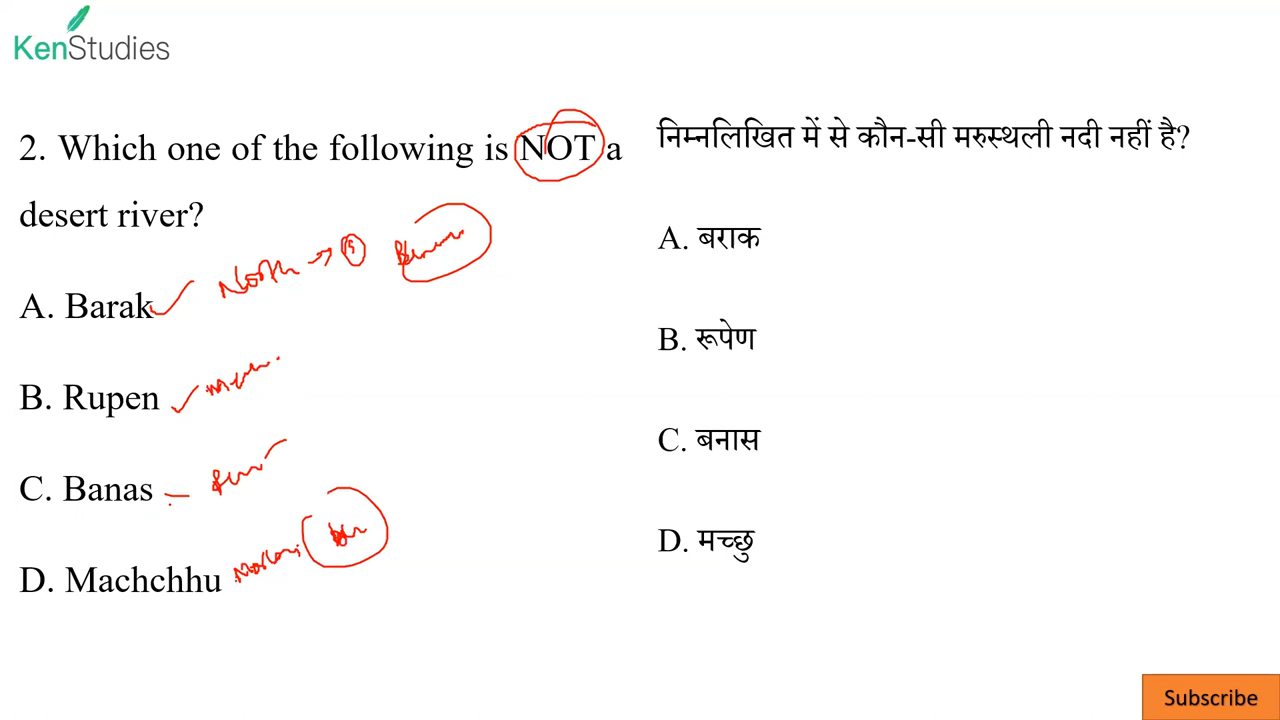 KenStudies
2. Which one of the following is NOT a
desert river?
A. Barak
North →
B. Rupen
C. Banas
D. Machchhu
निम्नलिखित में से कौन-सी मरुस्थली नदी नहीं है?
A. बराक
B. रूपेण
C. बनास
D. मच्छु
Subscribe